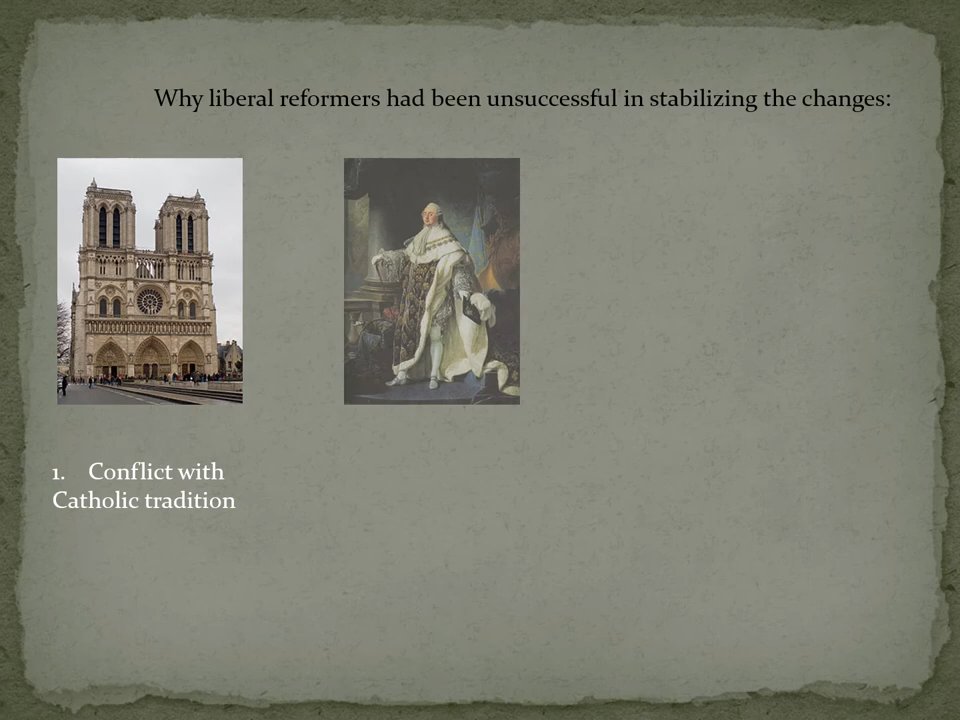 Why liberal reformers had been unsuccessful in stabilizing the changes:
1. Conflict with
Catholic tradition